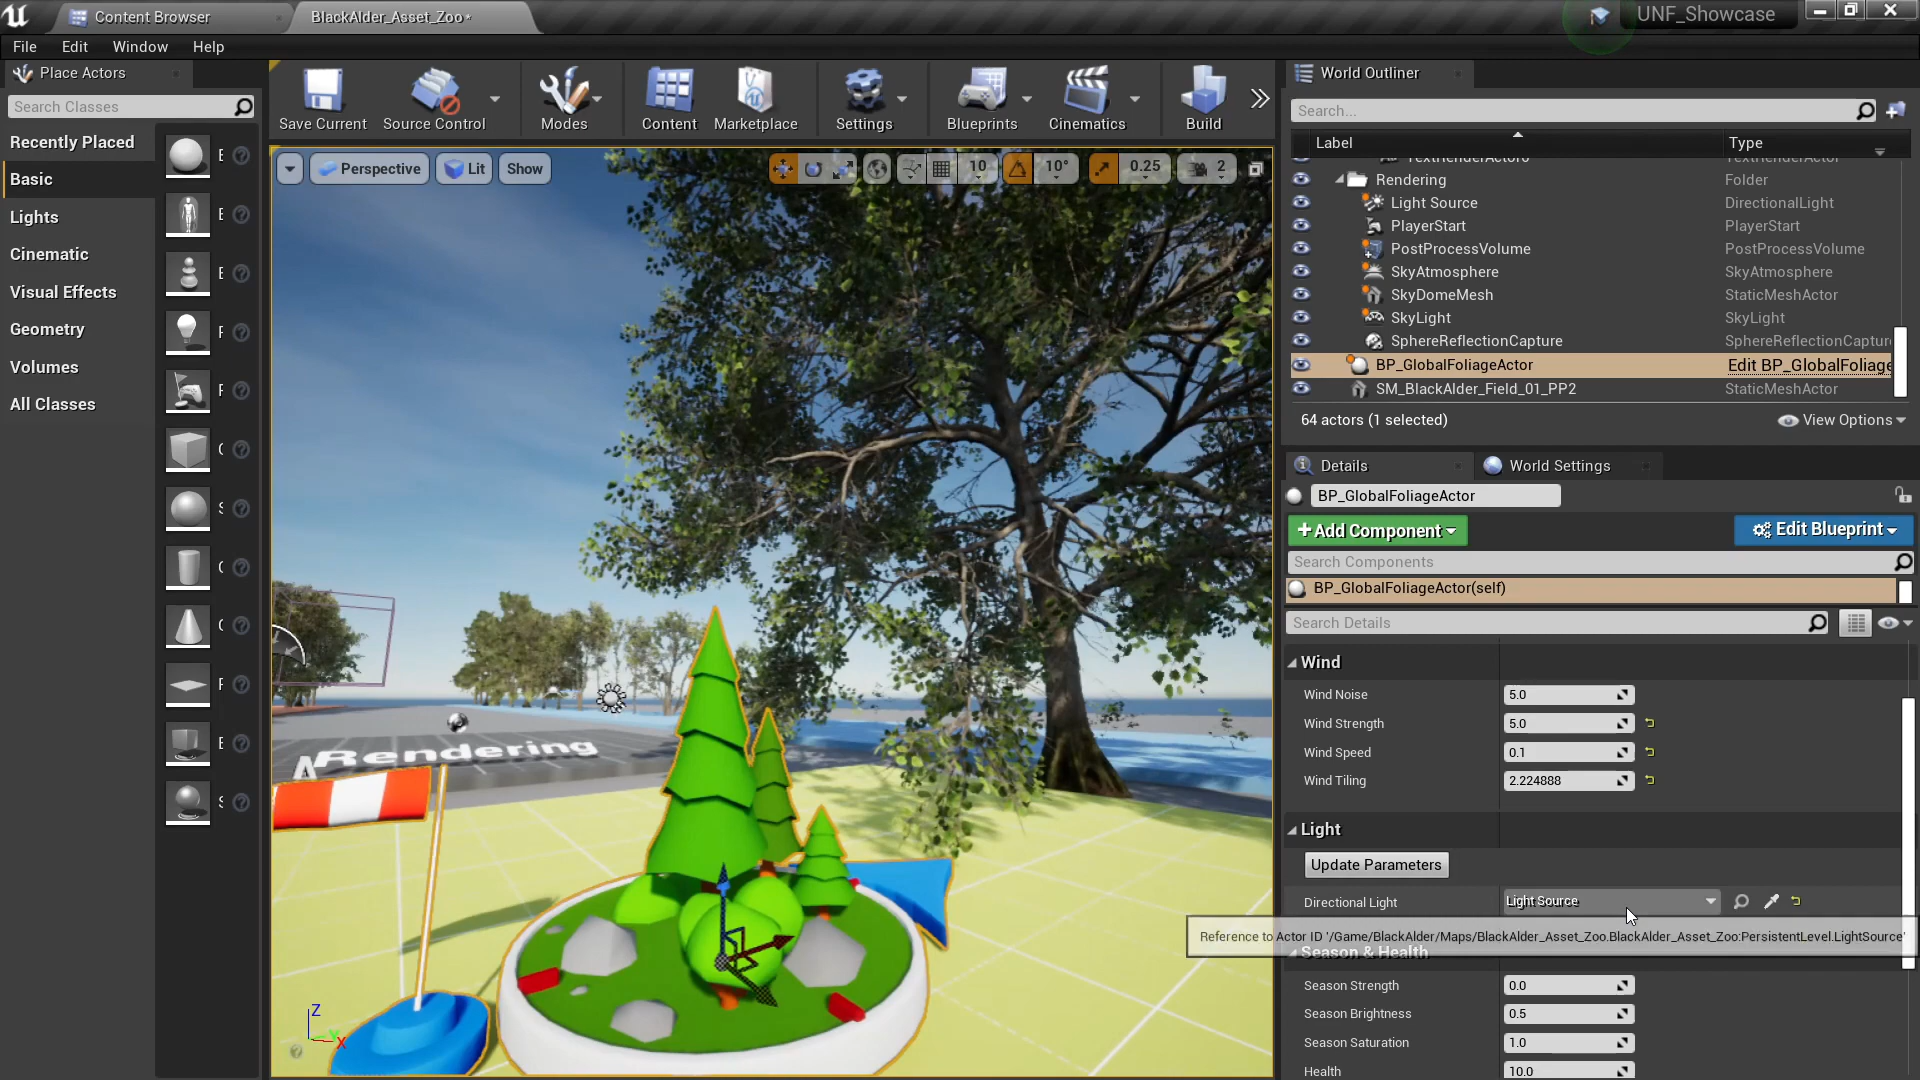 Content Browser
BlackAlder_Asset_Zoo*
UNF_Showcase
File Edit Window Help
Place Actors
Search Classes
Recently Placed
Basic
Lights
Cinematic
Visual Effects
Geometry
Volumes
All Classes
Save Current
Source Control
Modes
Content
Marketplace
Settings
Blueprints
Cinematics
Build
Perspective
Lit
Show
10
10°
0.25
2
Rendering
Z
X
World Outliner
Search...
Label Type
Rendering Folder
Light Source DirectionalLight
PlayerStart PlayerStart
PostProcessVolume PostProcessVolume
SkyAtmosphere SkyAtmosphere
SkyDomeMesh StaticMeshActor
SkyLight SkyLight
SphereReflectionCapture SphereReflectionCaptur
BP_GlobalFoliageActor Edit BP_GlobalFoliage
SM_BlackAlder_Field_01_PP2 StaticMeshActor
64 actors (1 selected)
View Options
Details
World Settings
BP_GlobalFoliageActor
+Add Component
Edit Blueprint
Search Components
BP_GlobalFoliageActor(self)
Search Details
Wind
Wind Noise 5.0
Wind Strength 5.0
Wind Speed 0.1
Wind Tiling 2.224888
Light
Update Parameters
Directional Light Light Source
Reference to Actor ID '/Game/BlackAlder/Maps/BlackAlder_Asset_Zoo.BlackAlder_Asset_Zoo:PersistentLevel.LightSource'
Season & Health
Season Strength 0.0
Season Brightness 0.5
Season Saturation 1.0
Health 10.0